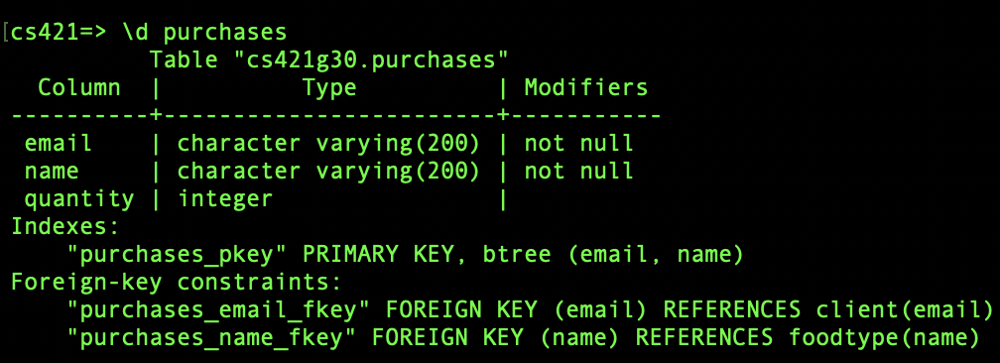 [cs421=> \d purchases
          Table "cs421g30.purchases"
  Column  |          Type          | Modifiers
----------+------------------------+-----------
 email    | character varying(200) | not null
 name     | character varying(200) | not null
 quantity | integer                |
Indexes:
    "purchases_pkey" PRIMARY KEY, btree (email, name)
Foreign-key constraints:
    "purchases_email_fkey" FOREIGN KEY (email) REFERENCES client(email)
    "purchases_name_fkey" FOREIGN KEY (name) REFERENCES foodtype(name)